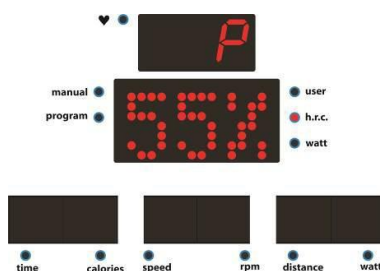 ♥
P
manual
user
program
55%
h.r.c.
watt
time calories speed rpm distance watt